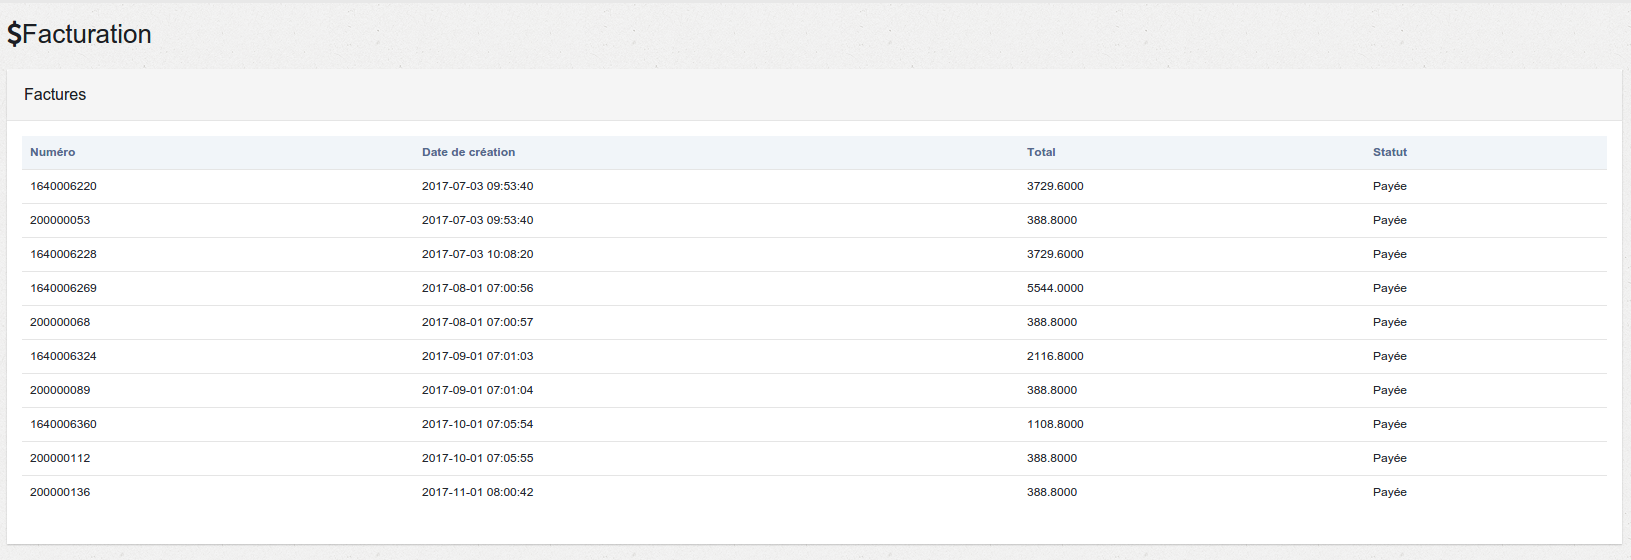 $Facturation
Factures
Numéro Date de création Total Statut
1640006220 2017-07-03 09:53:40 3729.6000 Payée
200000053 2017-07-03 09:53:40 388.8000 Payée
1640006228 2017-07-03 10:08:20 3729.6000 Payée
1640006269 2017-08-01 07:00:56 5544.0000 Payée
200000068 2017-08-01 07:00:57 388.8000 Payée
1640006324 2017-09-01 07:01:03 2116.8000 Payée
200000089 2017-09-01 07:01:04 388.8000 Payée
1640006360 2017-10-01 07:05:54 1108.8000 Payée
200000112 2017-10-01 07:05:55 388.8000 Payée
200000136 2017-11-01 08:00:42 388.8000 Payée